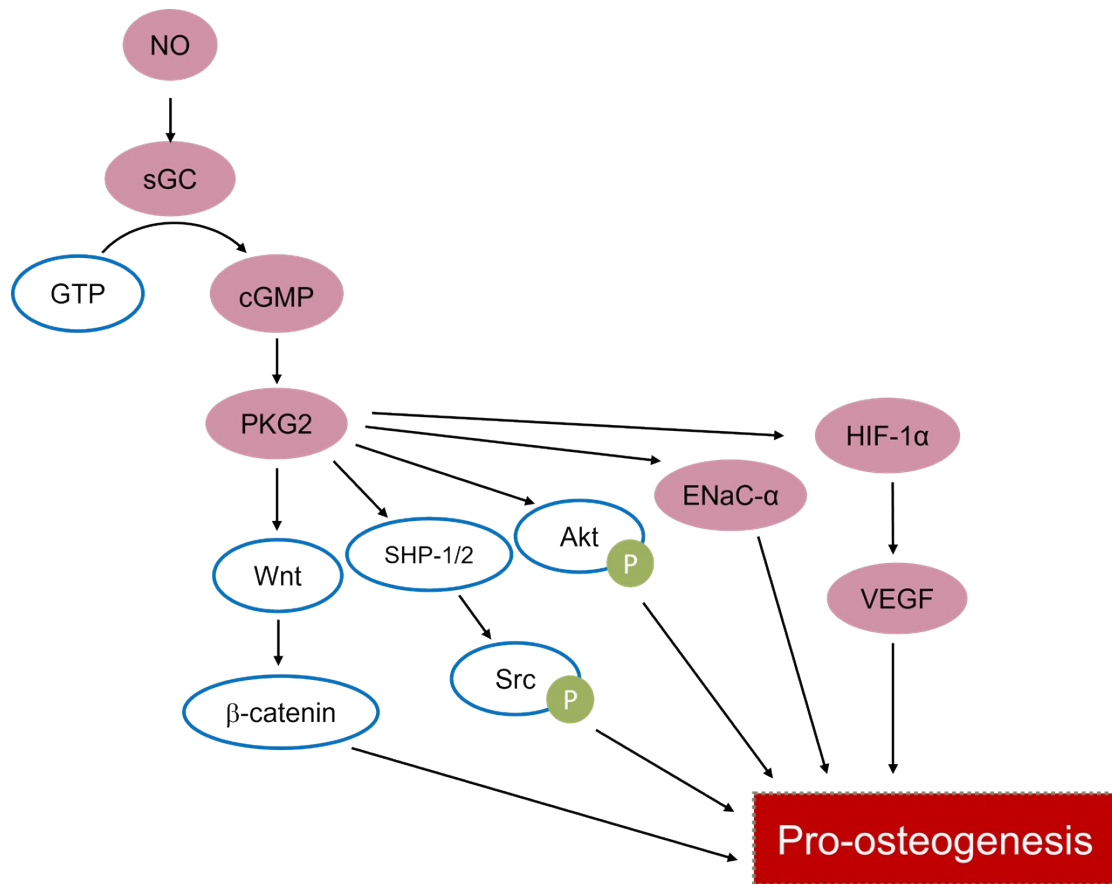 NO
sGC
GTP
cGMP
PKG2
HIF-1α
ENaC-α
Akt
P
SHP-1/2
Wnt
VEGF
Src
P
β-catenin
Pro-osteogenesis